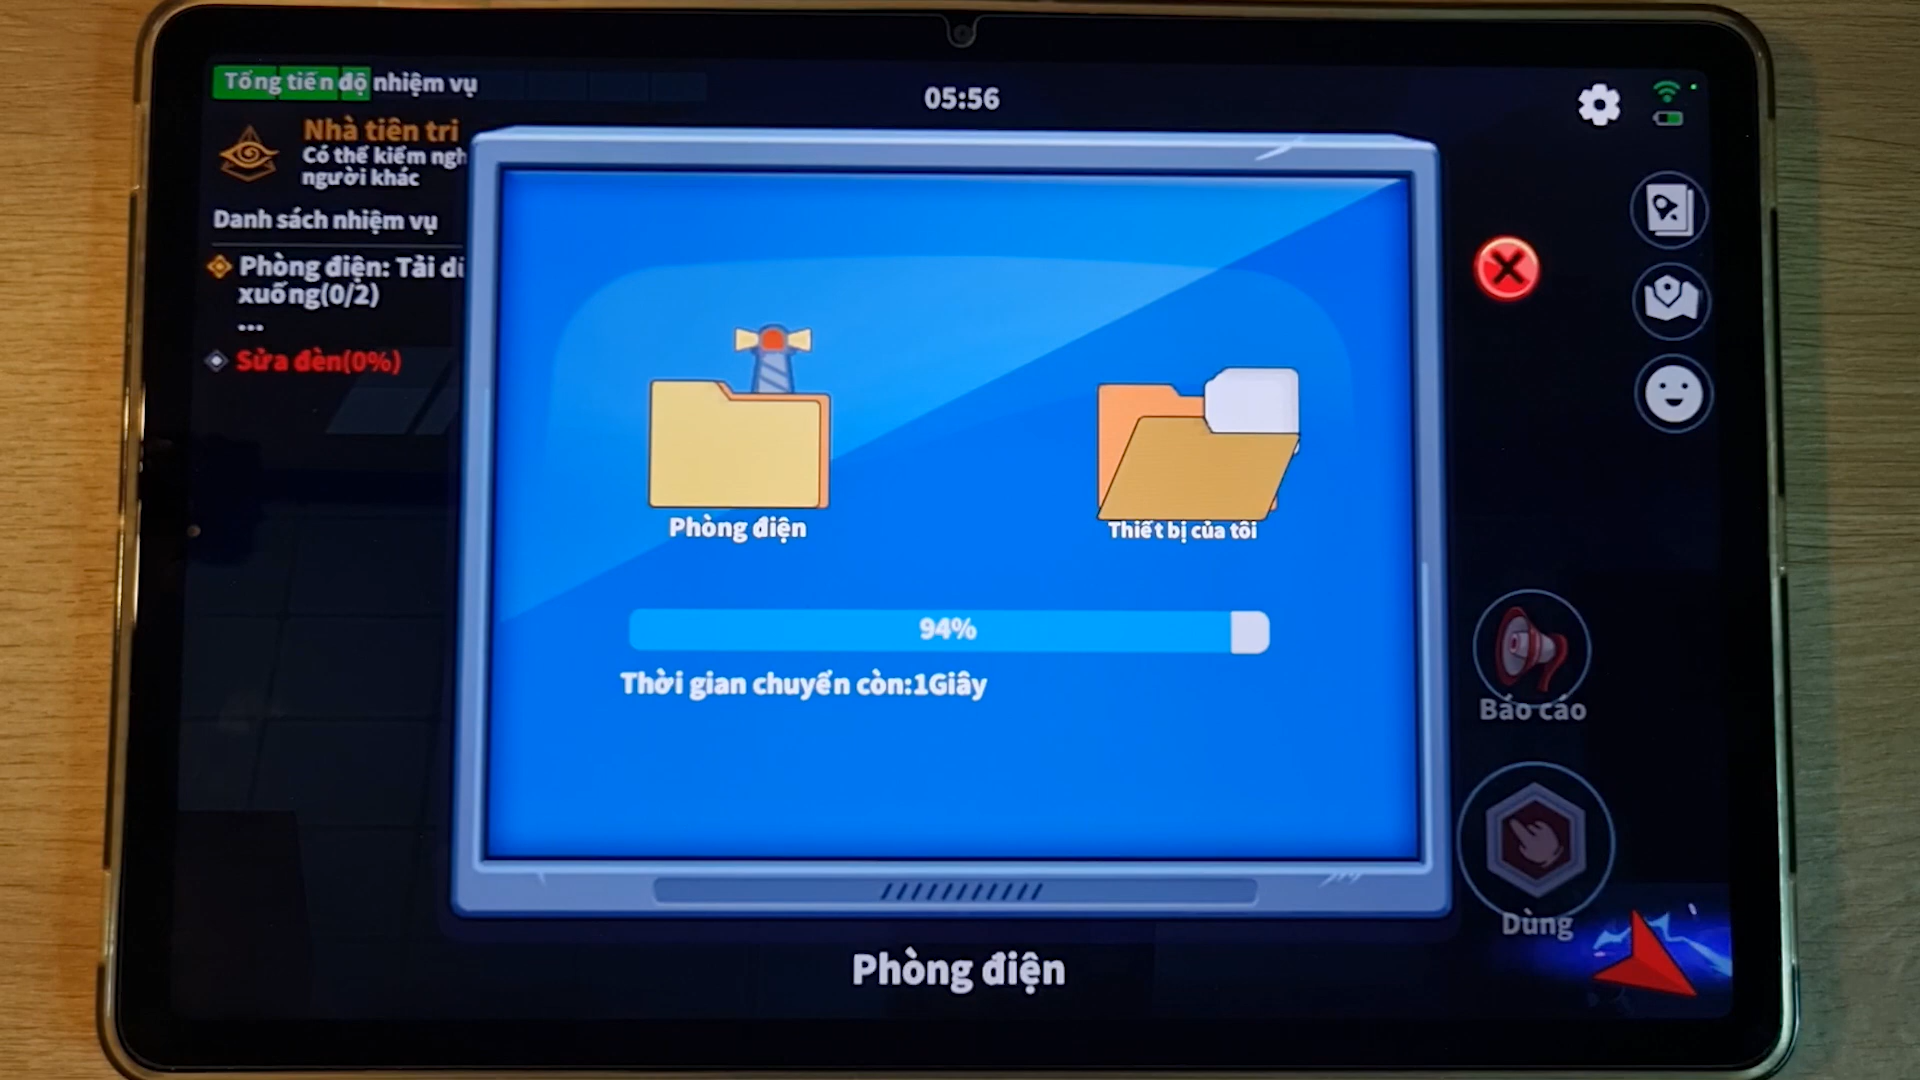 Tổng tiến độ nhiệm vụ
05:56
Nhà tiên tri
Có thể kiểm
người khác
Danh sách nhiệm vụ
Phòng điện: Tải
xuống(0/2)
...
Sửa đèn(0%)
Phòng điện
Thiết bị của tôi
94%
Thời gian chuyển còn:1Giây
Báo cáo
Dùng
Phòng điện